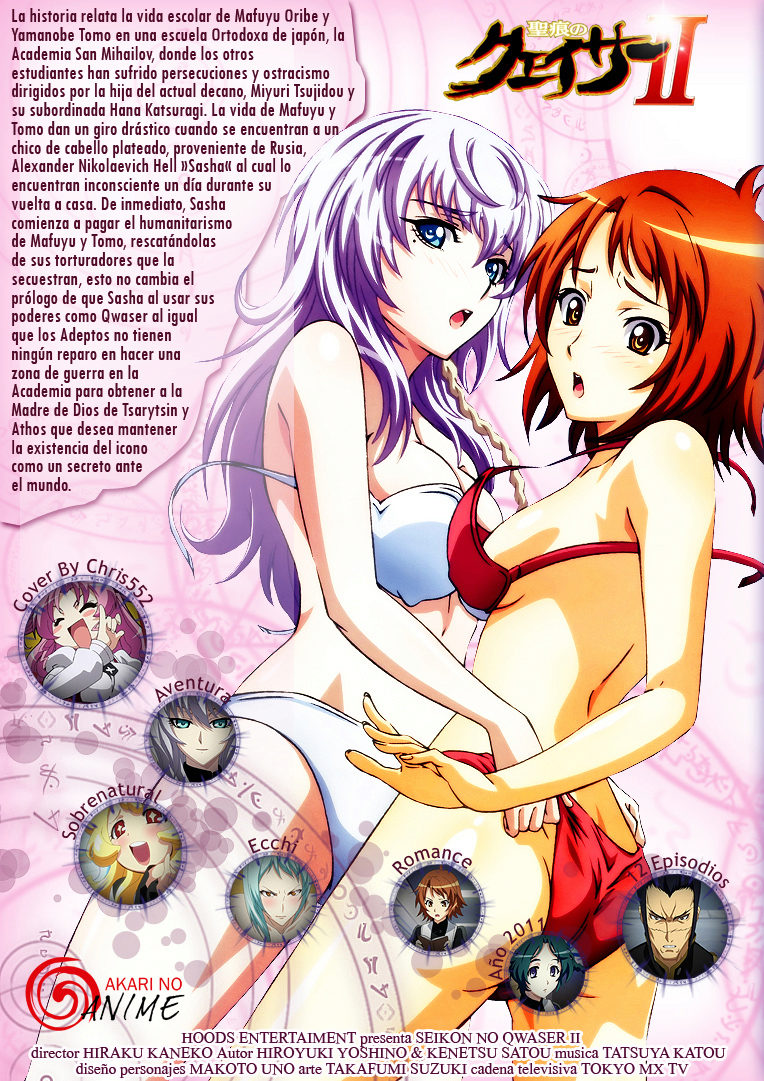 La historia relata la vida escolar de Mafuyu Oribe y
Yamanobe Tomo en una escuela Ortodoxa de japón, la
Academia San Mihailov, donde los otros
estudiantes han sufrido persecuciones y ostracismo
dirigidos por la hija del actual decano, Miyuri Tsujidou y
su subordinada Hana Katsuragi. La vida de Mafuyu y
Tomo dan un giro drástico cuando se encuentran a un
chico de cabello plateado, proveniente de Rusia,
Alexander Nikolaevich Hell »Sasha« al cual lo
encuentran inconsciente un día durante su
vuelta a casa. De inmediato, Sasha
comienza a pagar el humanitarismo
de Mafuyu y Tomo, rescatándolas
de sus torturadores que la
secuestran, esto no cambia el
prólogo de que Sasha al usar sus
poderes como Qwaser al igual
que los Adeptos no tienen
ningún reparo en hacer una
zona de guerra en la
Academia para obtener a la
Madre de Dios de Tsarytsin y
Athos que desea mantener
la existencia del icono
como un secreto ante
el mundo.
聖痕の
クェイサー II
Cover By Chris552
Aventura
Sobrenatural
Ecchi
Romance
Año 2011
12 Episodios
AKARI NO
ANIME
HOODS ENTERTAIMENT presenta SEIKON NO QWASER II
director HIRAKU KANEKO Autor HIROYUKI YOSHINO & KENETSU SATOU musica TATSUYA KATOU
diseño personajes MAKOTO UNO arte TAKAFUMI SUZUKI cadena televisiva TOKYO MX TV